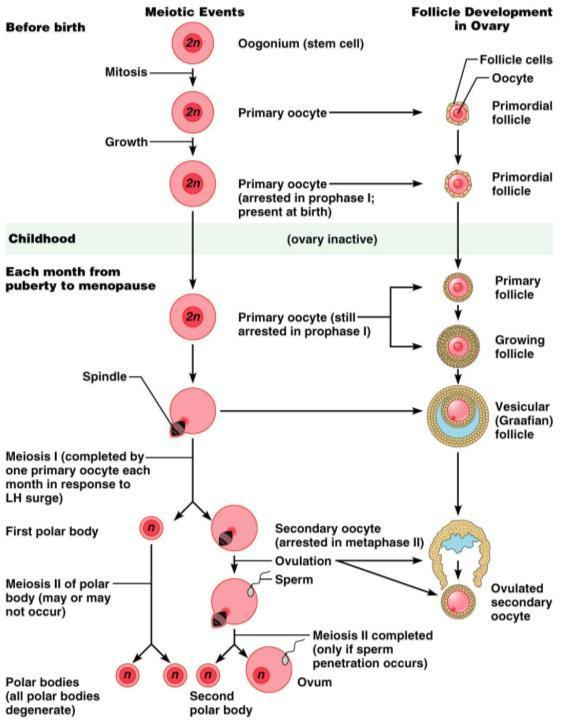 Meiotic Events
Follicle Development
in Ovary
Before birth
2n
Oogonium (stem cell)
Follicle cells
Oocyte
Mitosis
2n
Primary oocyte
Primordial
follicle
Growth
2n
Primary oocyte
(arrested in prophase I;
present at birth)
Primordial
follicle
Childhood
(ovary inactive)
Each month from
puberty to menopause
2n
Primary oocyte (still
arrested in prophase I)
Primary
follicle
Growing
follicle
Spindle
Vesicular
(Graafian)
follicle
Meiosis I (completed by
one primary oocyte each
month in response to
LH surge)
First polar body
n
Secondary oocyte
(arrested in metaphase II)
Ovulation
Sperm
Meiosis II of polar
body (may or may
not occur)
Ovulated
secondary
oocyte
Meiosis II completed
(only if sperm
penetration occurs)
Polar bodies
(all polar bodies
degenerate)
n
n
n
n
Second
polar body
Ovum